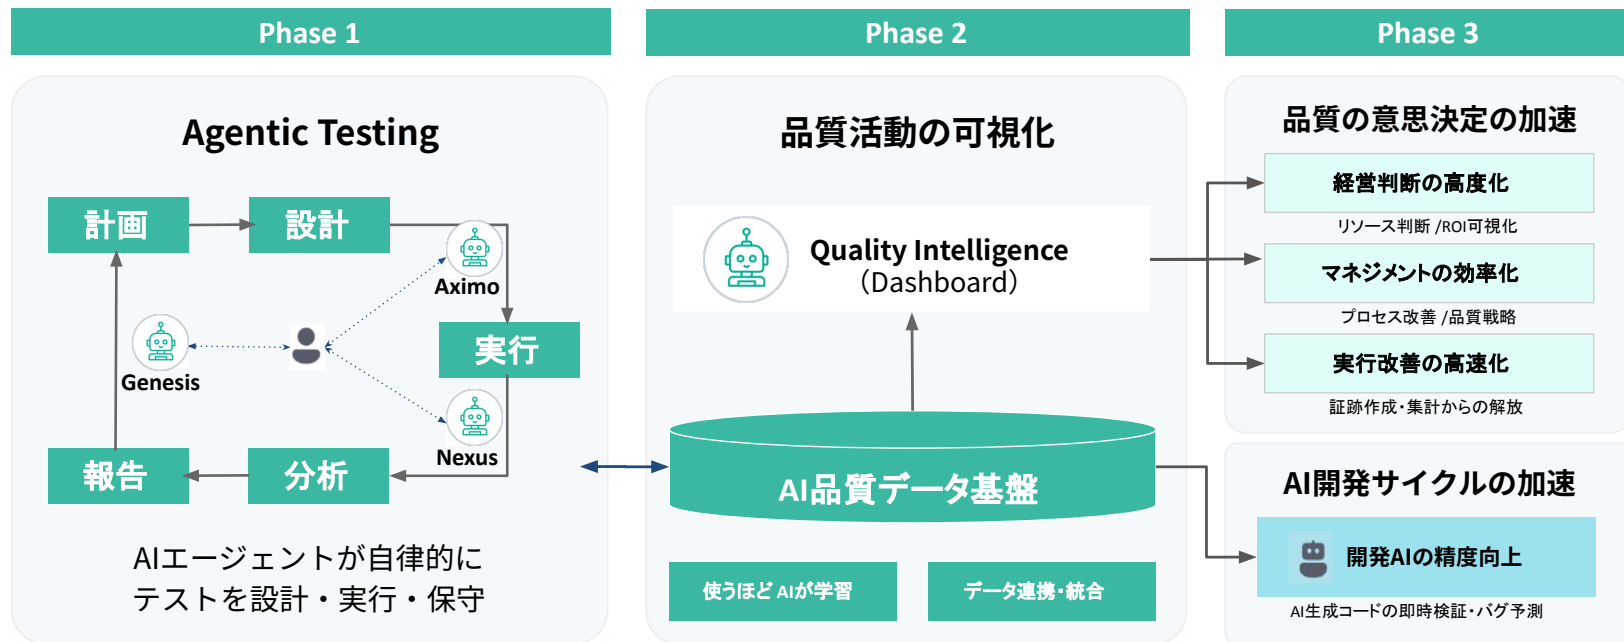 Phase 1
Agentic Testing
計画
設計
Aximo
実行
Genesis
Nexus
報告
分析
AIエージェントが自律的に
テストを設計・実行・保守
Phase 2
品質活動の可視化
Quality Intelligence
（Dashboard）
AI品質データ基盤
使うほど AIが学習
データ連携・統合
Phase 3
品質の意思決定の加速
経営判断の高度化
リソース判断 /ROI可視化
マネジメントの効率化
プロセス改善 /品質戦略
実行改善の高速化
証跡作成・集計からの解放
AI開発サイクルの加速
開発AIの精度向上
AI生成コードの即時検証・バグ予測